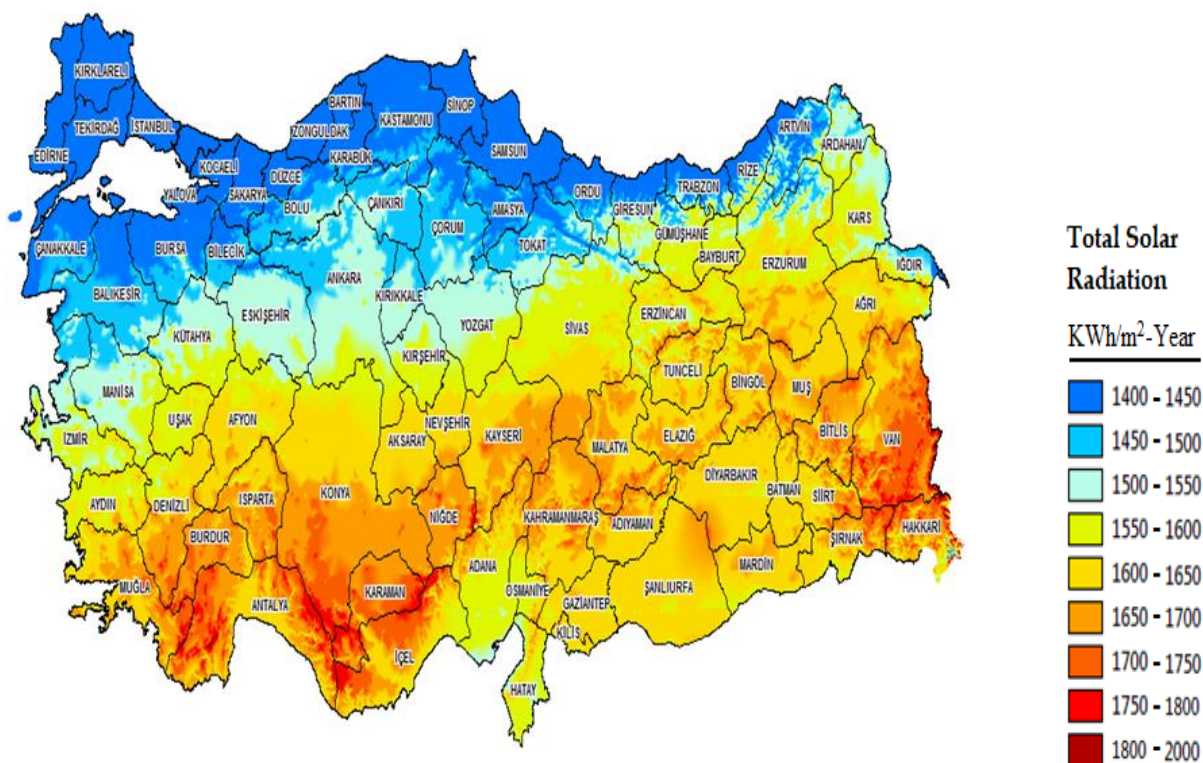 KIRKLARELİ
BARTIN
SİNOP
TEKİRDAĞ
İSTANBUL
KASTAMONU
ZONGULDAK
ARTVİN
EDİRNE
KOCAELİ
KARABÜK
SAMSUN
ARDAHAN
DÜZCE
RİZE
YALOVA
SAKARYA
ORDU
TRABZON
BOLU
ÇANKIRI
AMASYA
GİRESUN
KARS
ÇORUM
GÜMÜŞHANE
ÇANAKKALE
BURSA
BİLECİK
TOKAT
BAYBURT
ERZURUM
IĞDIR
ANKARA
BALIKEŞİR
KIRIKKALE
AĞRI
ESKİŞEHİR
ERZİNCAN
KÜTAHYA
YOZGAT
SİVAS
KIRŞEHİR
TUNCELİ
BİNGÖL
MUŞ
MANİSA
UŞAK
AFYON
NEVŞEHİR
BİTLİS
VAN
İZMİR
AKSARAY
KAYSERİ
MALATYA
ELAZIĞ
DİYARBAKIR
AYDIN
DENİZLİ
ISPARTA
KONYA
BATMAN
SİİRT
NİĞDE
KAHRAMANMARAŞ
ADIYAMAN
HAKKARİ
BURDUR
ŞIRNAK
ADANA
MARDİN
MUĞLA
KARAMAN
OSMANİYE
ŞANLIURFA
ANTALYA
GAZİANTEP
KİLİS
İÇEL
HATAY
Total Solar
Radiation
KWh/m²-Year
1400 - 1450
1450 - 1500
1500 - 1550
1550 - 1600
1600 - 1650
1650 - 1700
1700 - 1750
1750 - 1800
1800 - 2000